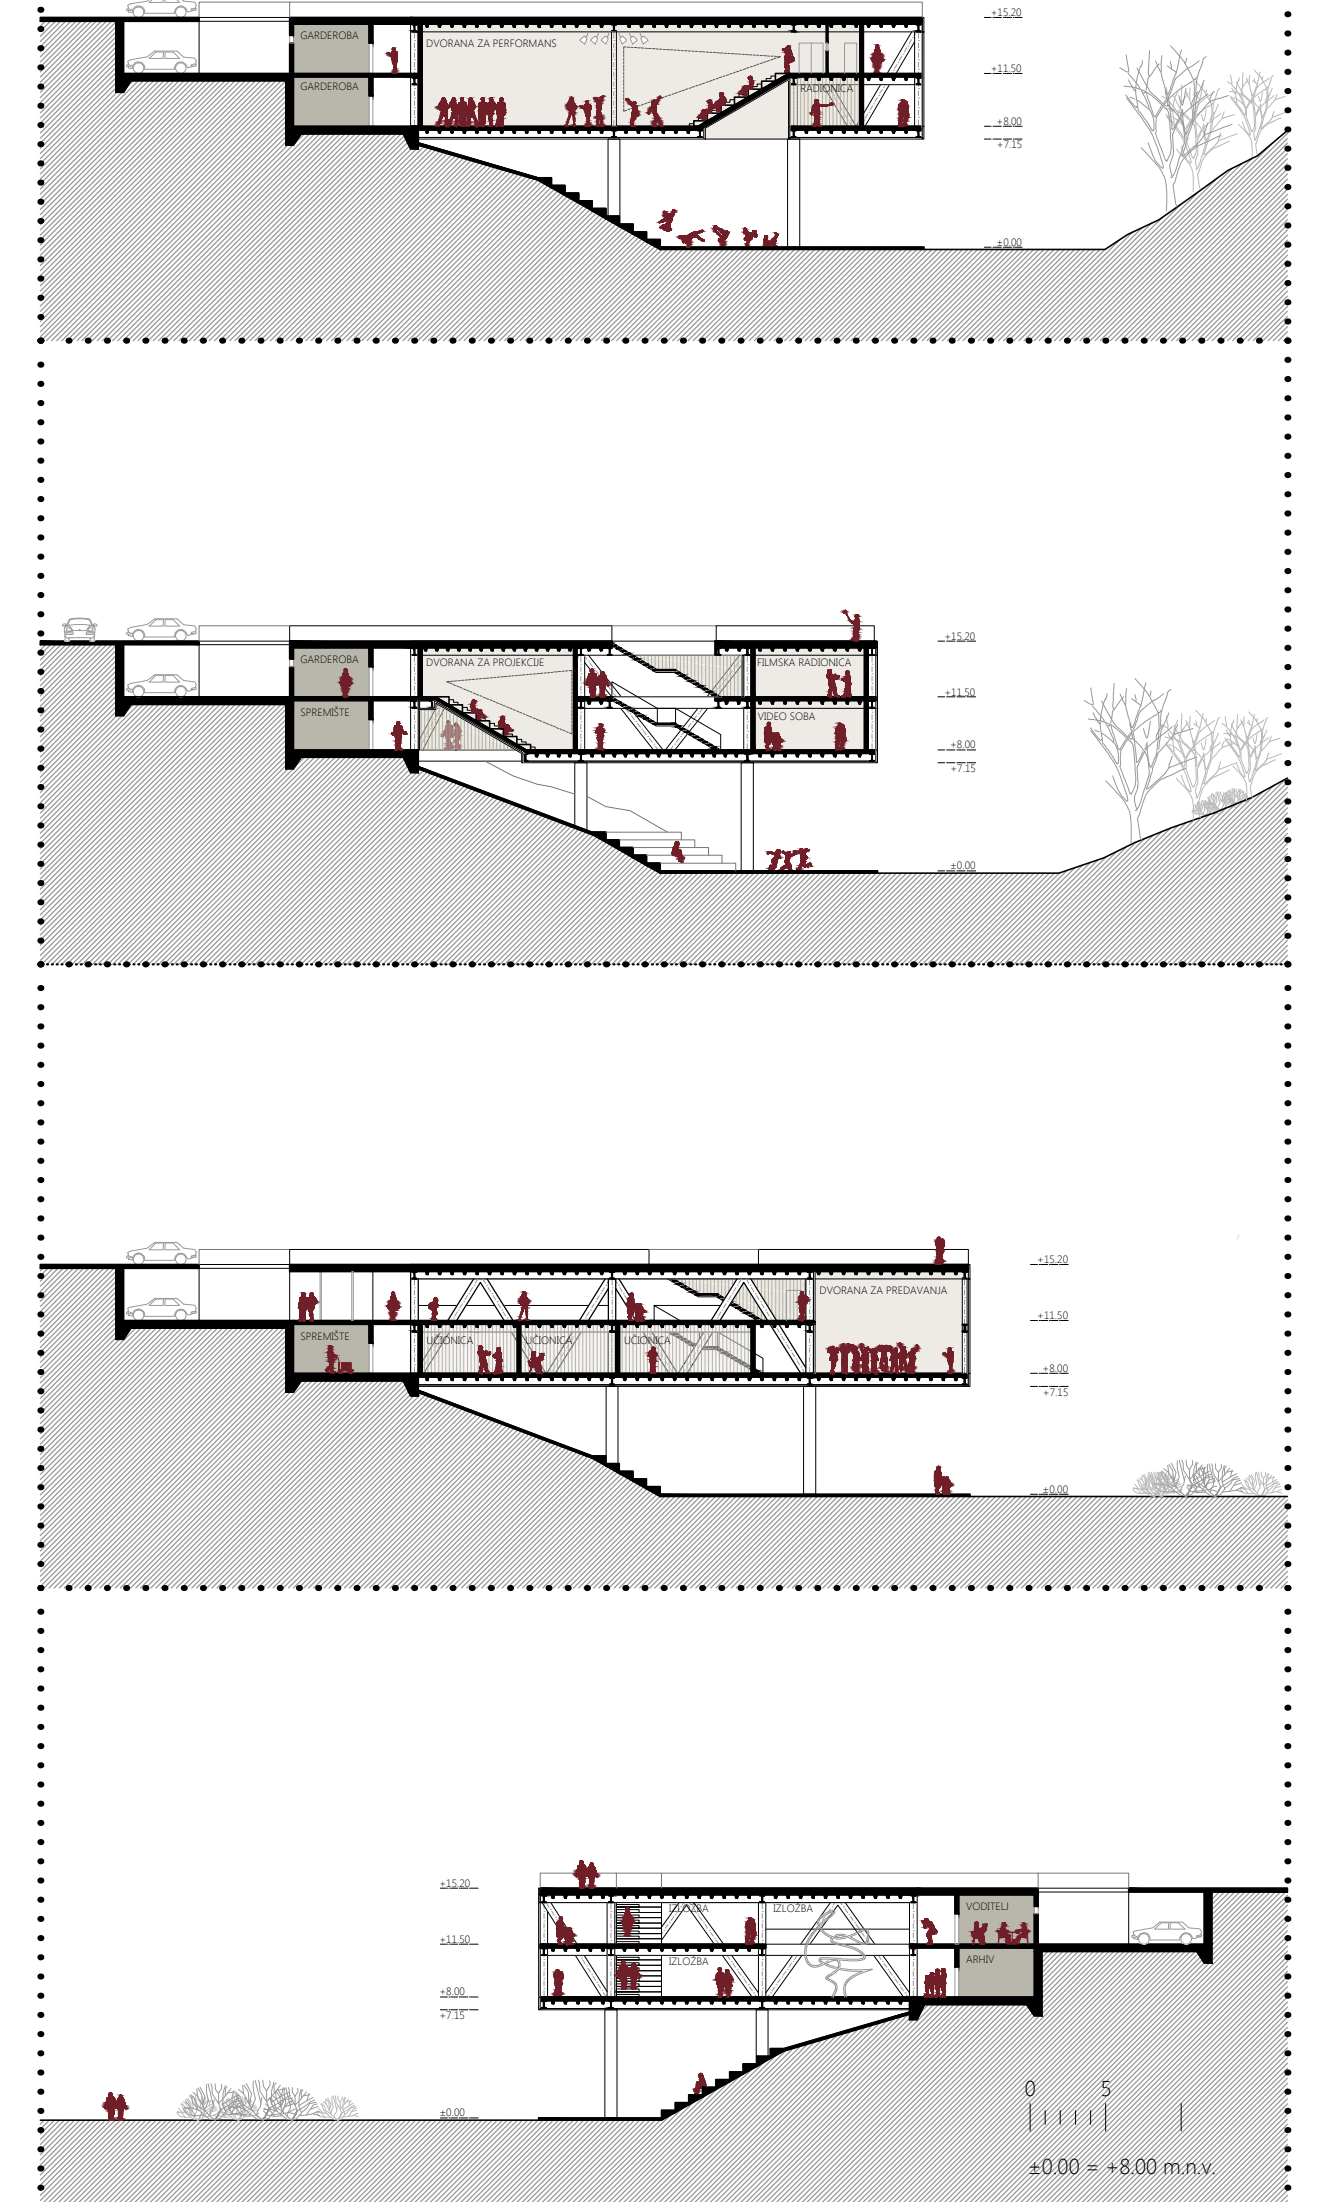 +15.20
GARDEROBA
DVORANA ZA PERFORMANS
+11.50
GARDEROBA
RADIONICA
+8.00
+7.15
±0.00
+15.20
GARDEROBA
DVORANA ZA PROJEKCIJE
FILMSKA RADIONICA
+11.50
SPREMIŠTE
VIDEO SOBA
+8.00
+7.15
±0.00
+15.20
DVORANA ZA PREDAVANJA
+11.50
SPREMIŠTE
UČIONICA
UČIONICA
UČIONICA
+8.00
+7.15
±0.00
+15.20
IZLOŽBA
IZLOŽBA
VODITELJ
+11.50
IZLOŽBA
ARHIV
+8.00
+7.15
0 5
±0.00
±0.00 = +8.00 m.n.v.